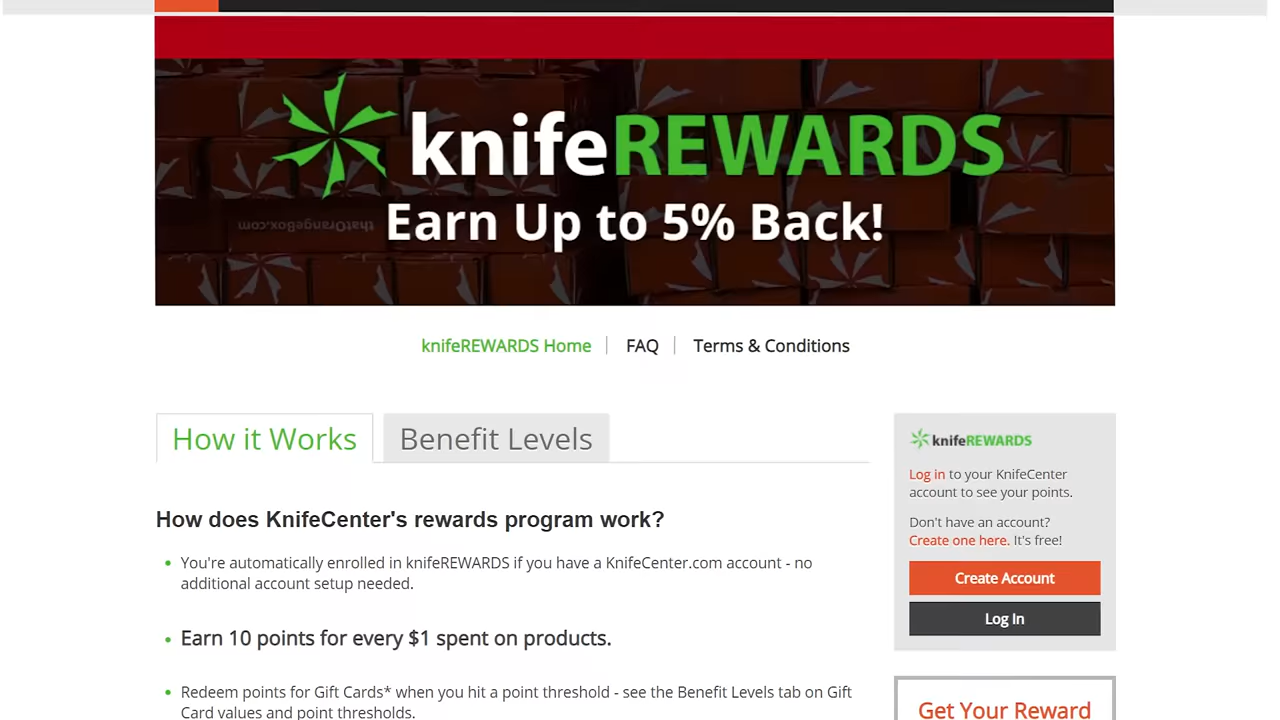 knifeREWARDS
Earn Up to 5% Back!
thatOrangeBox.com
knifeREWARDS Home
FAQ
Terms & Conditions
How it Works
Benefit Levels
How does KnifeCenter's rewards program work?
You're automatically enrolled in knifeREWARDS if you have a KnifeCenter.com account - no
additional account setup needed.
Earn 10 points for every $1 spent on products.
Redeem points for Gift Cards* when you hit a point threshold - see the Benefit Levels tab on Gift
Card values and point thresholds.
knifeREWARDS
Log in to your KnifeCenter
account to see your points.
Don't have an account?
Create one here. It's free!
Create Account
Log In
Get Your Reward